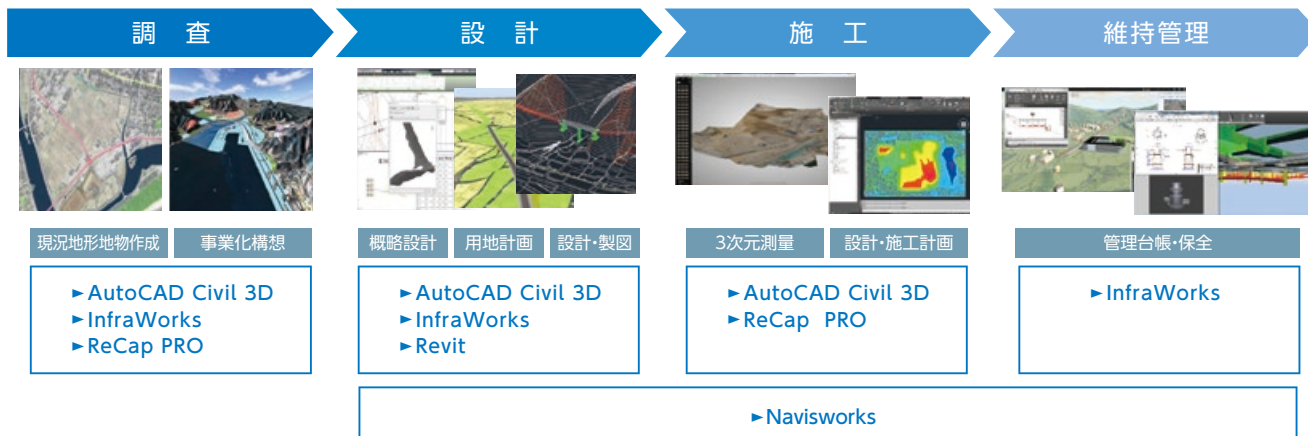 調 査
設 計
施 工
維持管理
現況地形地物作成
事業化構想
概略設計
用地計画
設計・製図
3次元測量
設計・施工計画
管理台帳・保全
►AutoCAD Civil 3D
►InfraWorks
►ReCap PRO
►AutoCAD Civil 3D
►InfraWorks
►Revit
►AutoCAD Civil 3D
►ReCap PRO
►InfraWorks
►Navisworks